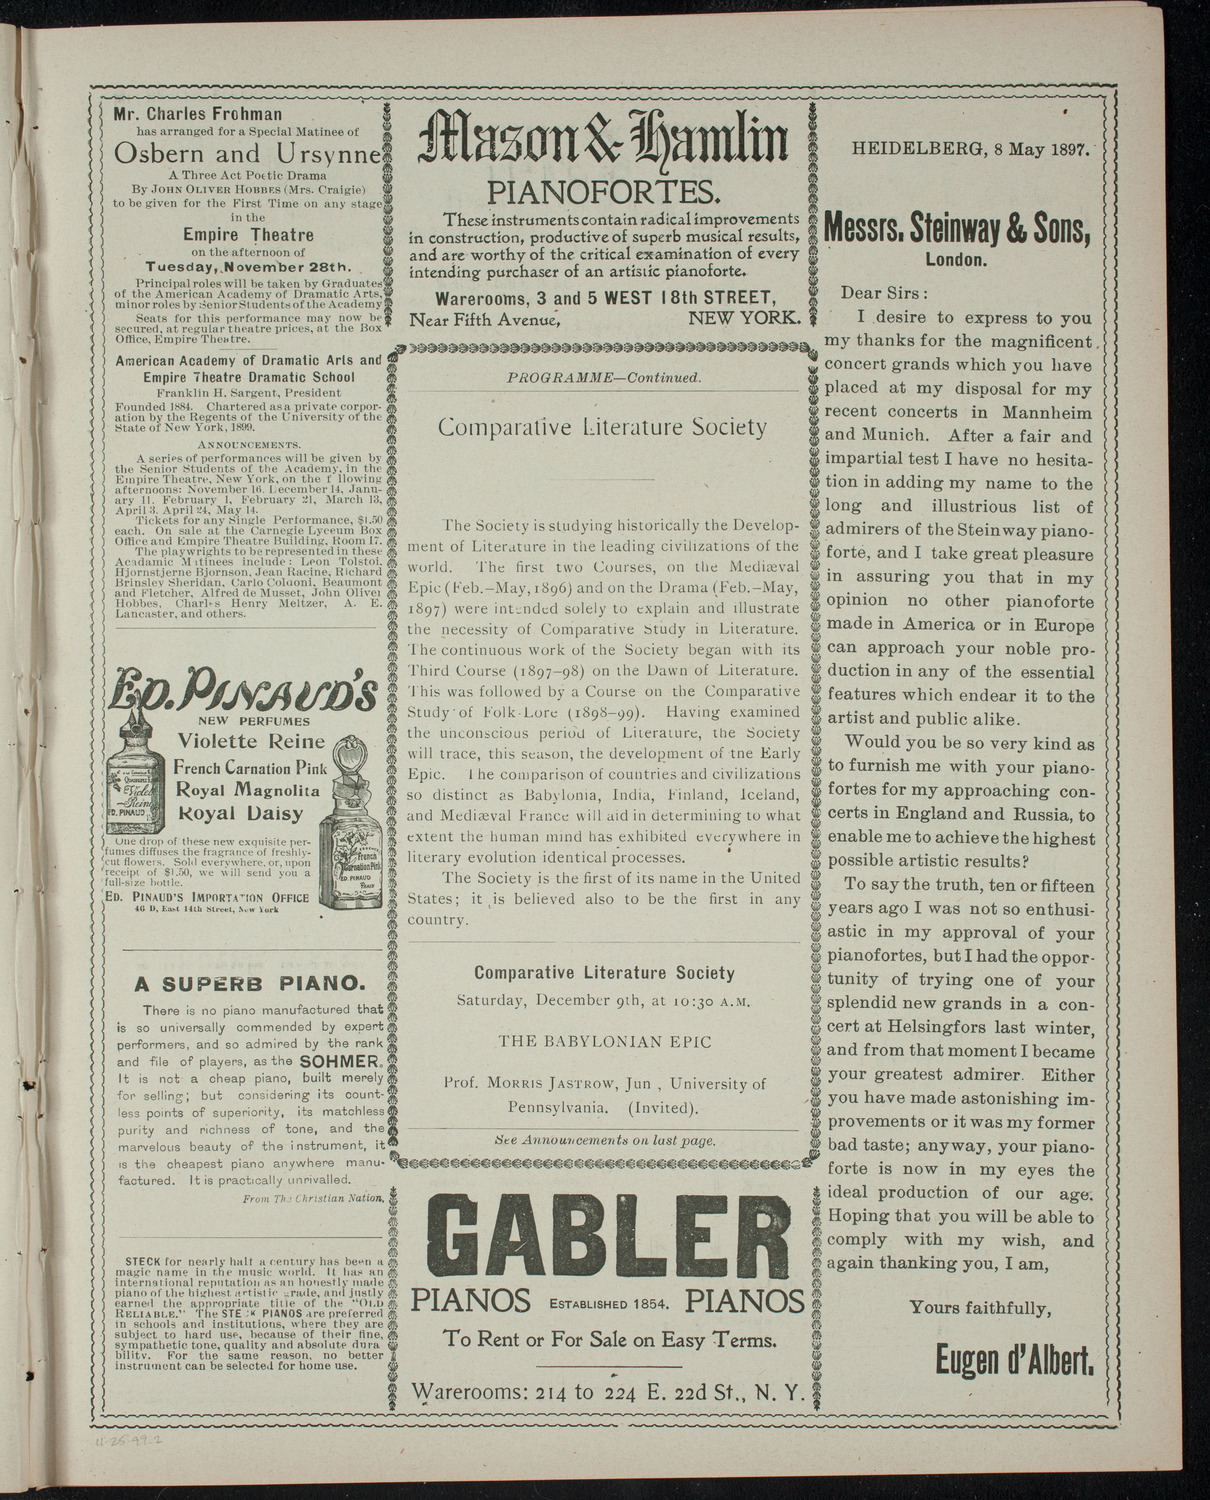 Mr. Charles Frohman
has arranged for a Special Matinee of
Osbern and Ursynne
A Three Act Poetic Drama
By JOHN OLIVER HOBBES (Mrs. Craigie)
to be given for the First Time on any stage
in the
Empire Theatre
on the afternoon of
Tuesday, November 28th.
Principal roles will be taken by Graduates
of the American Academy of Dramatic Arts,
minor roles by Senior Students of the Academy
Seats for this performance may now be
secured, at regular theatre prices, at the Box
Office, Empire Theatre.
American Academy of Dramatic Arts and
Empire Theatre Dramatic School
Franklin H. Sargent, President
Founded 1884. Chartered as a private corpor-
ation by the Regents of the University of the
State of New York, 1899.
ANNOUNCEMENTS.
A series of performances will be given by
the Senior Students of the Academy, in the
Empire Theatre, New York, on the f llowing
afternoons: November 16, December 14, Janu-
ary 11, February 1, February 21, March 13,
April 3, April 24, May 14.
Tickets for any Single Performance, $1.50
each. On sale at the Carnegie Lyceum Box
Office and Empire Theatre Building, Room 17.
The playwrights to be represented in these
Acadamic Matinees include: Leon Tolstoi,
Bjornstjerne Bjornson, Jean Racine, Richard
Brinsley Sheridan, Carlo Coluoni, Beaumont
and Fletcher, Alfred de Musset, John Oliver
Hobbes, Charles Henry Meltzer, A. E.
Lancaster, and others.
ED. PINAUD'S
NEW PERFUMES
Violette Reine
French Carnation Pink
Royal Magnolita
Royal Daisy
One drop of these new exquisite per-
fumes diffuses the fragrance of freshly-
cut flowers. Sold everywhere, or, upon
receipt of $1.50, we will send you a
full-size bottle.
ED. PINAUD'S IMPORTATION OFFICE
46 D, East 14th Street, New York
A SUPERB PIANO.
There is no piano manufactured that
is so universally commended by expert
performers, and so admired by the rank
and file of players, as the SOHMER.
It is not a cheap piano, built merely
for selling; but considering its count-
less points of superiority, its matchless
purity and richness of tone, and the
marvelous beauty of the instrument, it
is the cheapest piano anywhere manu-
factured. It is practically unrivalled.
From The Christian Nation.
STECK for nearly half a century has been a
magic name in the music world. It has an
international reputation as an honestly made
piano of the highest artistic grade, and justly
earned the appropriate title of the "OLD
RELIABLE." The STECK PIANOS are preferred
in schools and institutions, where they are
subject to hard use, because of their fine,
sympathetic tone, quality and absolute dura
bility. For the same reason, no better
instrument can be selected for home use.
Mason & Hamlin
PIANOFORTES.
These instruments contain radical improvements
in construction, productive of superb musical results,
and are worthy of the critical examination of every
intending purchaser of an artistic pianoforte.
Warerooms, 3 and 5 WEST 18th STREET,
Near Fifth Avenue, NEW YORK.
PROGRAMME—Continued.
Comparative Literature Society
The Society is studying historically the Develop-
ment of Literature in the leading civilizations of the
world. The first two Courses, on the Mediæval
Epic (Feb.–May, 1896) and on the Drama (Feb.–May,
1897) were intended solely to explain and illustrate
the necessity of Comparative Study in Literature.
The continuous work of the Society began with its
Third Course (1897–98) on the Dawn of Literature.
This was followed by a Course on the Comparative
Study of Folk-Lore (1898–99). Having examined
the unconscious period of Literature, the Society
will trace, this season, the development of the Early
Epic. The comparison of countries and civilizations
so distinct as Babylonia, India, Finland, Iceland,
and Mediæval France will aid in determining to what
extent the human mind has exhibited everywhere in
literary evolution identical processes.
The Society is the first of its name in the United
States; it is believed also to be the first in any
country.
Comparative Literature Society
Saturday, December 9th, at 10:30 A.M.
THE BABYLONIAN EPIC
Prof. MORRIS JASTROW, Jun , University of
Pennsylvania. (Invited).
See Announcements on last page.
GABLER
PIANOS ESTABLISHED 1854. PIANOS
To Rent or For Sale on Easy Terms.
Warerooms: 214 to 224 E. 22d St., N. Y.
HEIDELBERG, 8 May 1897.
Messrs. Steinway & Sons,
London.
Dear Sirs:
I desire to express to you
my thanks for the magnificent
concert grands which you have
placed at my disposal for my
recent concerts in Mannheim
and Munich. After a fair and
impartial test I have no hesita-
tion in adding my name to the
long and illustrious list of
admirers of the Steinway piano-
forte, and I take great pleasure
in assuring you that in my
opinion no other pianoforte
made in America or in Europe
can approach your noble pro-
duction in any of the essential
features which endear it to the
artist and public alike.
Would you be so very kind as
to furnish me with your piano-
fortes for my approaching con-
certs in England and Russia, to
enable me to achieve the highest
possible artistic results?
To say the truth, ten or fifteen
years ago I was not so enthusi-
astic in my approval of your
pianofortes, but I had the oppor-
tunity of trying one of your
splendid new grands in a con-
cert at Helsingfors last winter,
and from that moment I became
your greatest admirer. Either
you have made astonishing im-
provements or it was my former
bad taste; anyway, your piano-
forte is now in my eyes the
ideal production of our age.
Hoping that you will be able to
comply with my wish, and
again thanking you, I am,
Yours faithfully,
Eugen d'Albert.
11-25-99-2